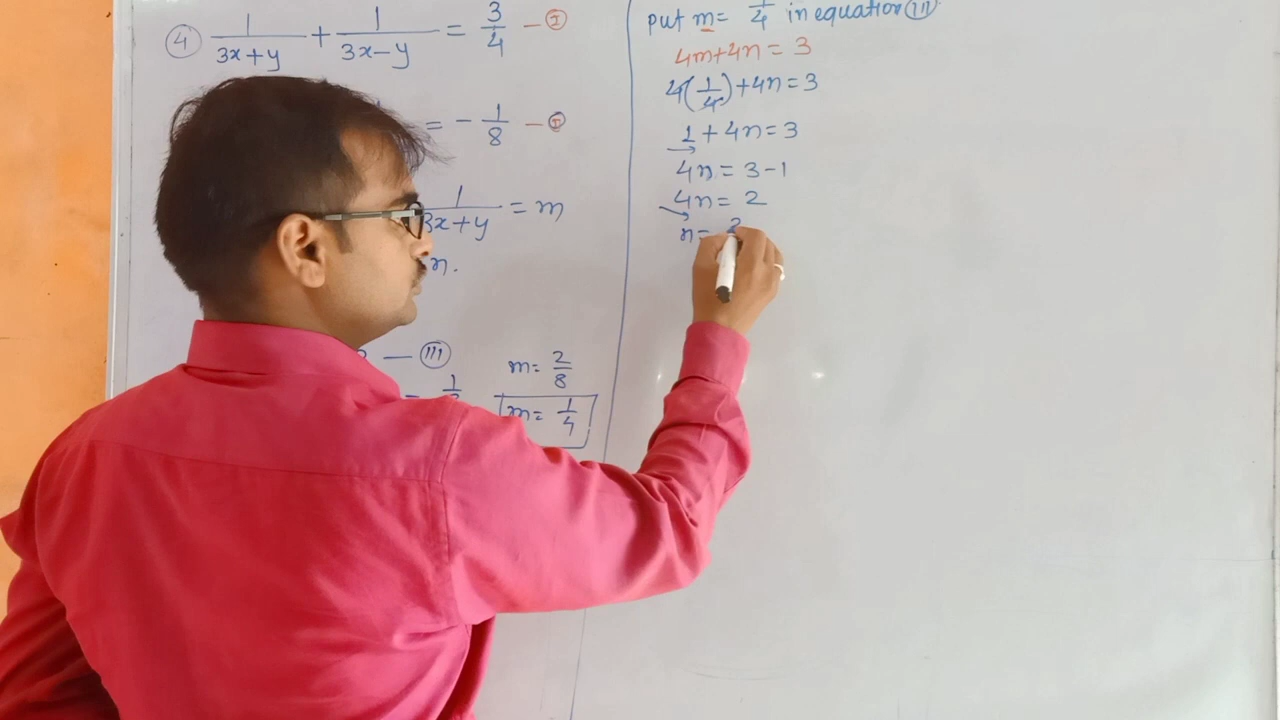 ④ 1/(3x+y) + 1/(3x-y) = 3/4 — Ⓘ
= - 1/8 — Ⓘ
1/(3x+y) = m
n.
— (III)
m = 2/8
m = 1/4
put m = 1/4 in equation (III)
4m+4n = 3
4(1/4)+4n=3
1+4n=3
4n = 3-1
4n = 2
n = 2